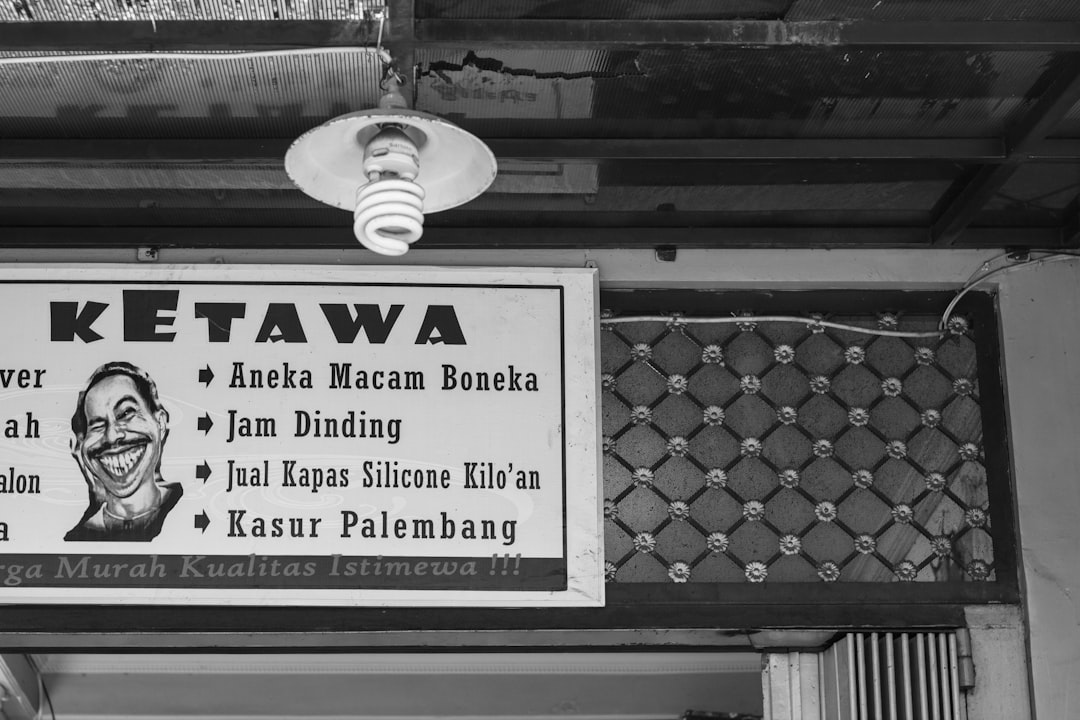 KETAWA
ver
Aneka Macam Boneka
ah
Jam Dinding
alon
Jual Kapas Silicone Kilo'an
a
Kasur Palembang
rga Murah Kualitas Istimewa !!!